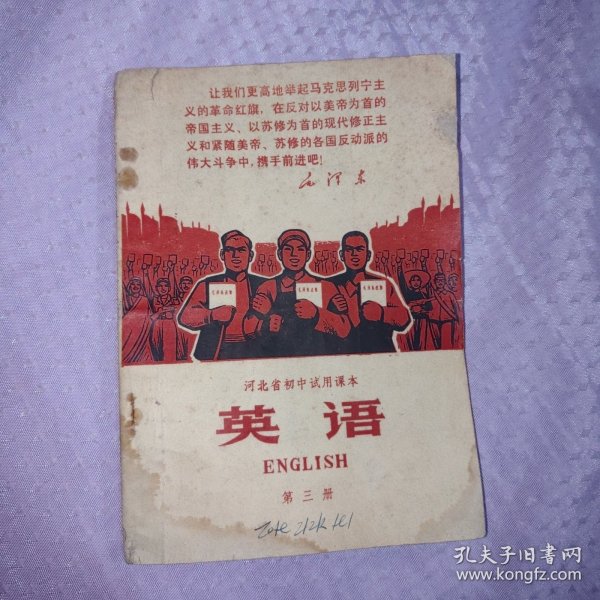 让我们更高地举起马克思列宁主
义的革命红旗，在反对以美帝为首的
帝国主义、以苏修为首的现代修正主
义和紧随美帝、苏修的各国反动派的
伟大斗争中，携手前进吧！
毛泽东
河北省初中试用课本
英语
ENGLISH
第三册
孔夫子旧书网
www.kongfz.com